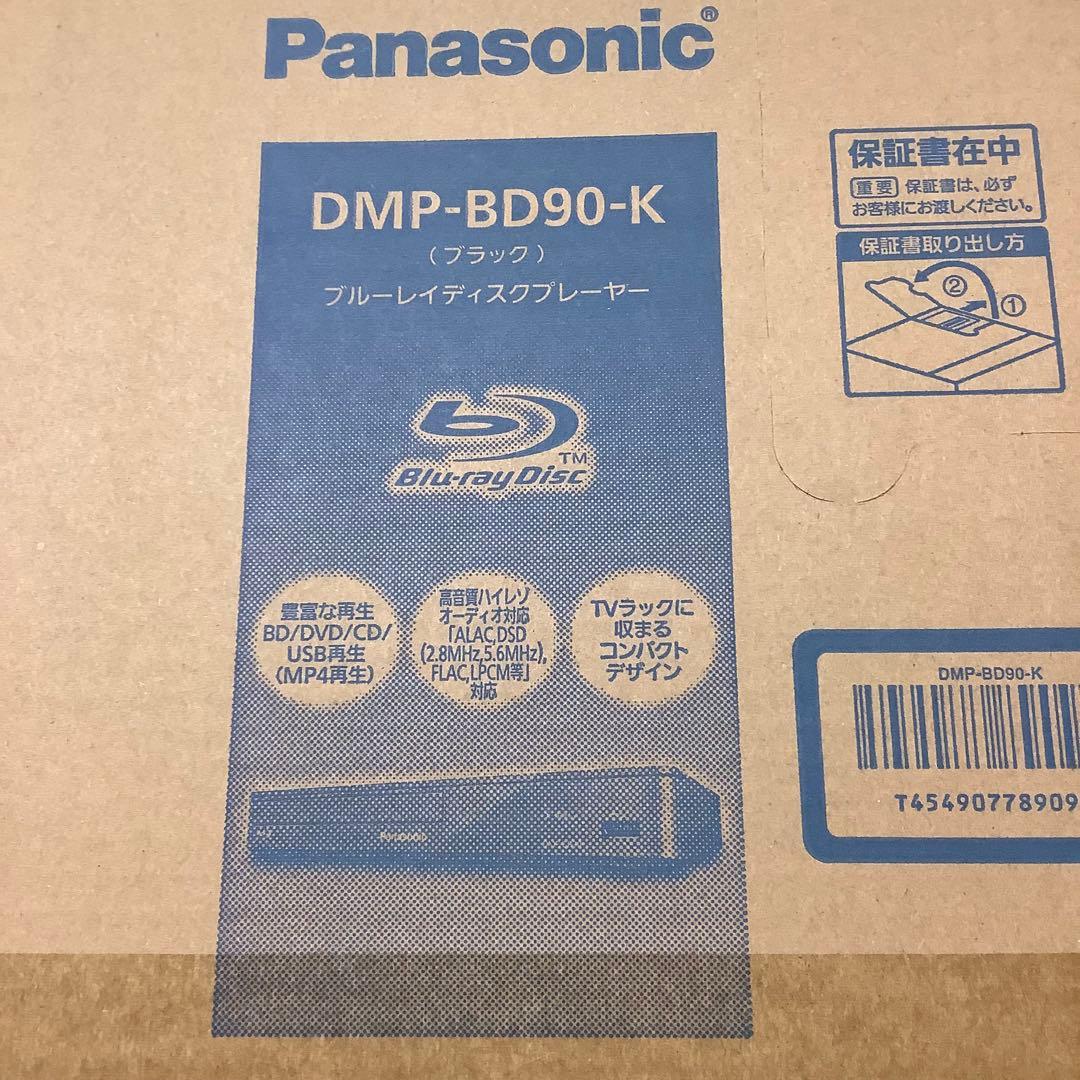 Panasonic®
DMP-BD90-K
(ブラック)
ブルーレイディスクプレーヤー
Blu-ray Disc
TM
豊富な再生
BD/DVD/CD/
USB再生
(MP4再生)
高音質ハイレゾ
オーディオ対応
「ALAC,DSD
(2.8MHz,5.6MHz),
FLAC,LPCM等」
対応
TVラックに
収まる
コンパクト
デザイン
Panasonic
保証書在中
重要 保証書は、必ず
お客様にお渡しください。
保証書取り出し方
②
①
DMP-BD90-K
T45490778909